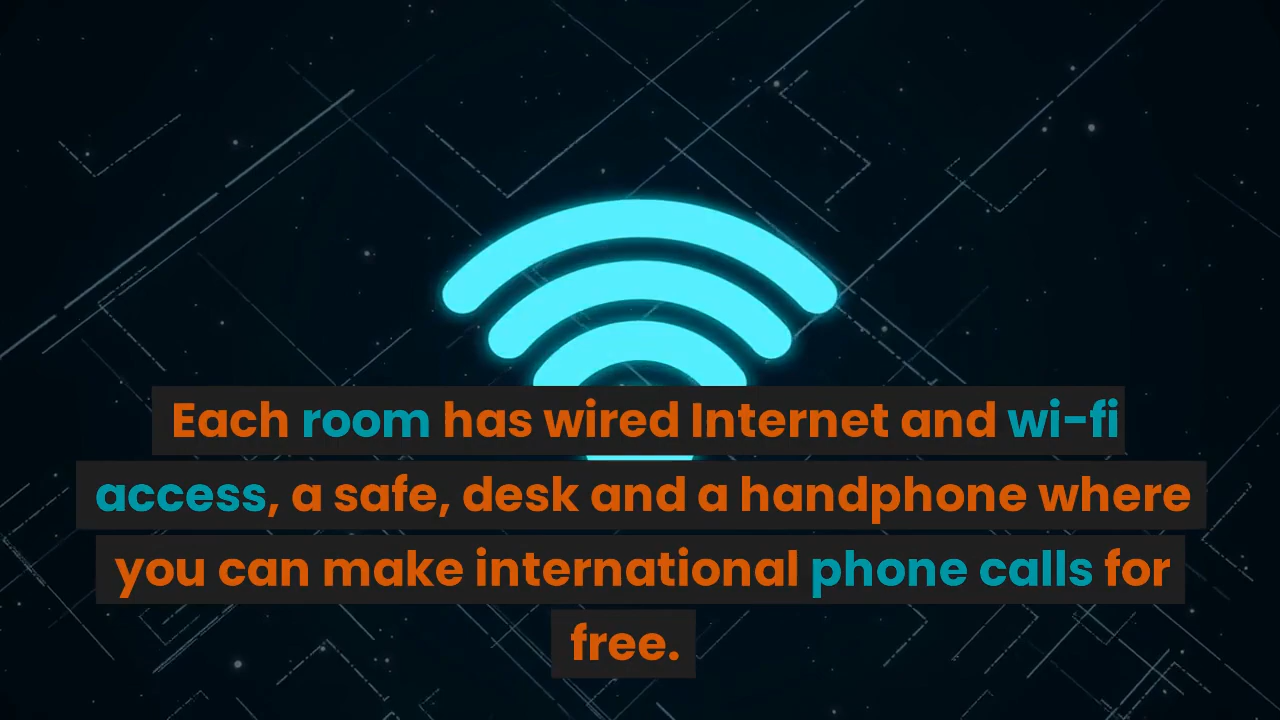 Each room has wired Internet and wi-fi
access, a safe, desk and a handphone where
you can make international phone calls for
free.